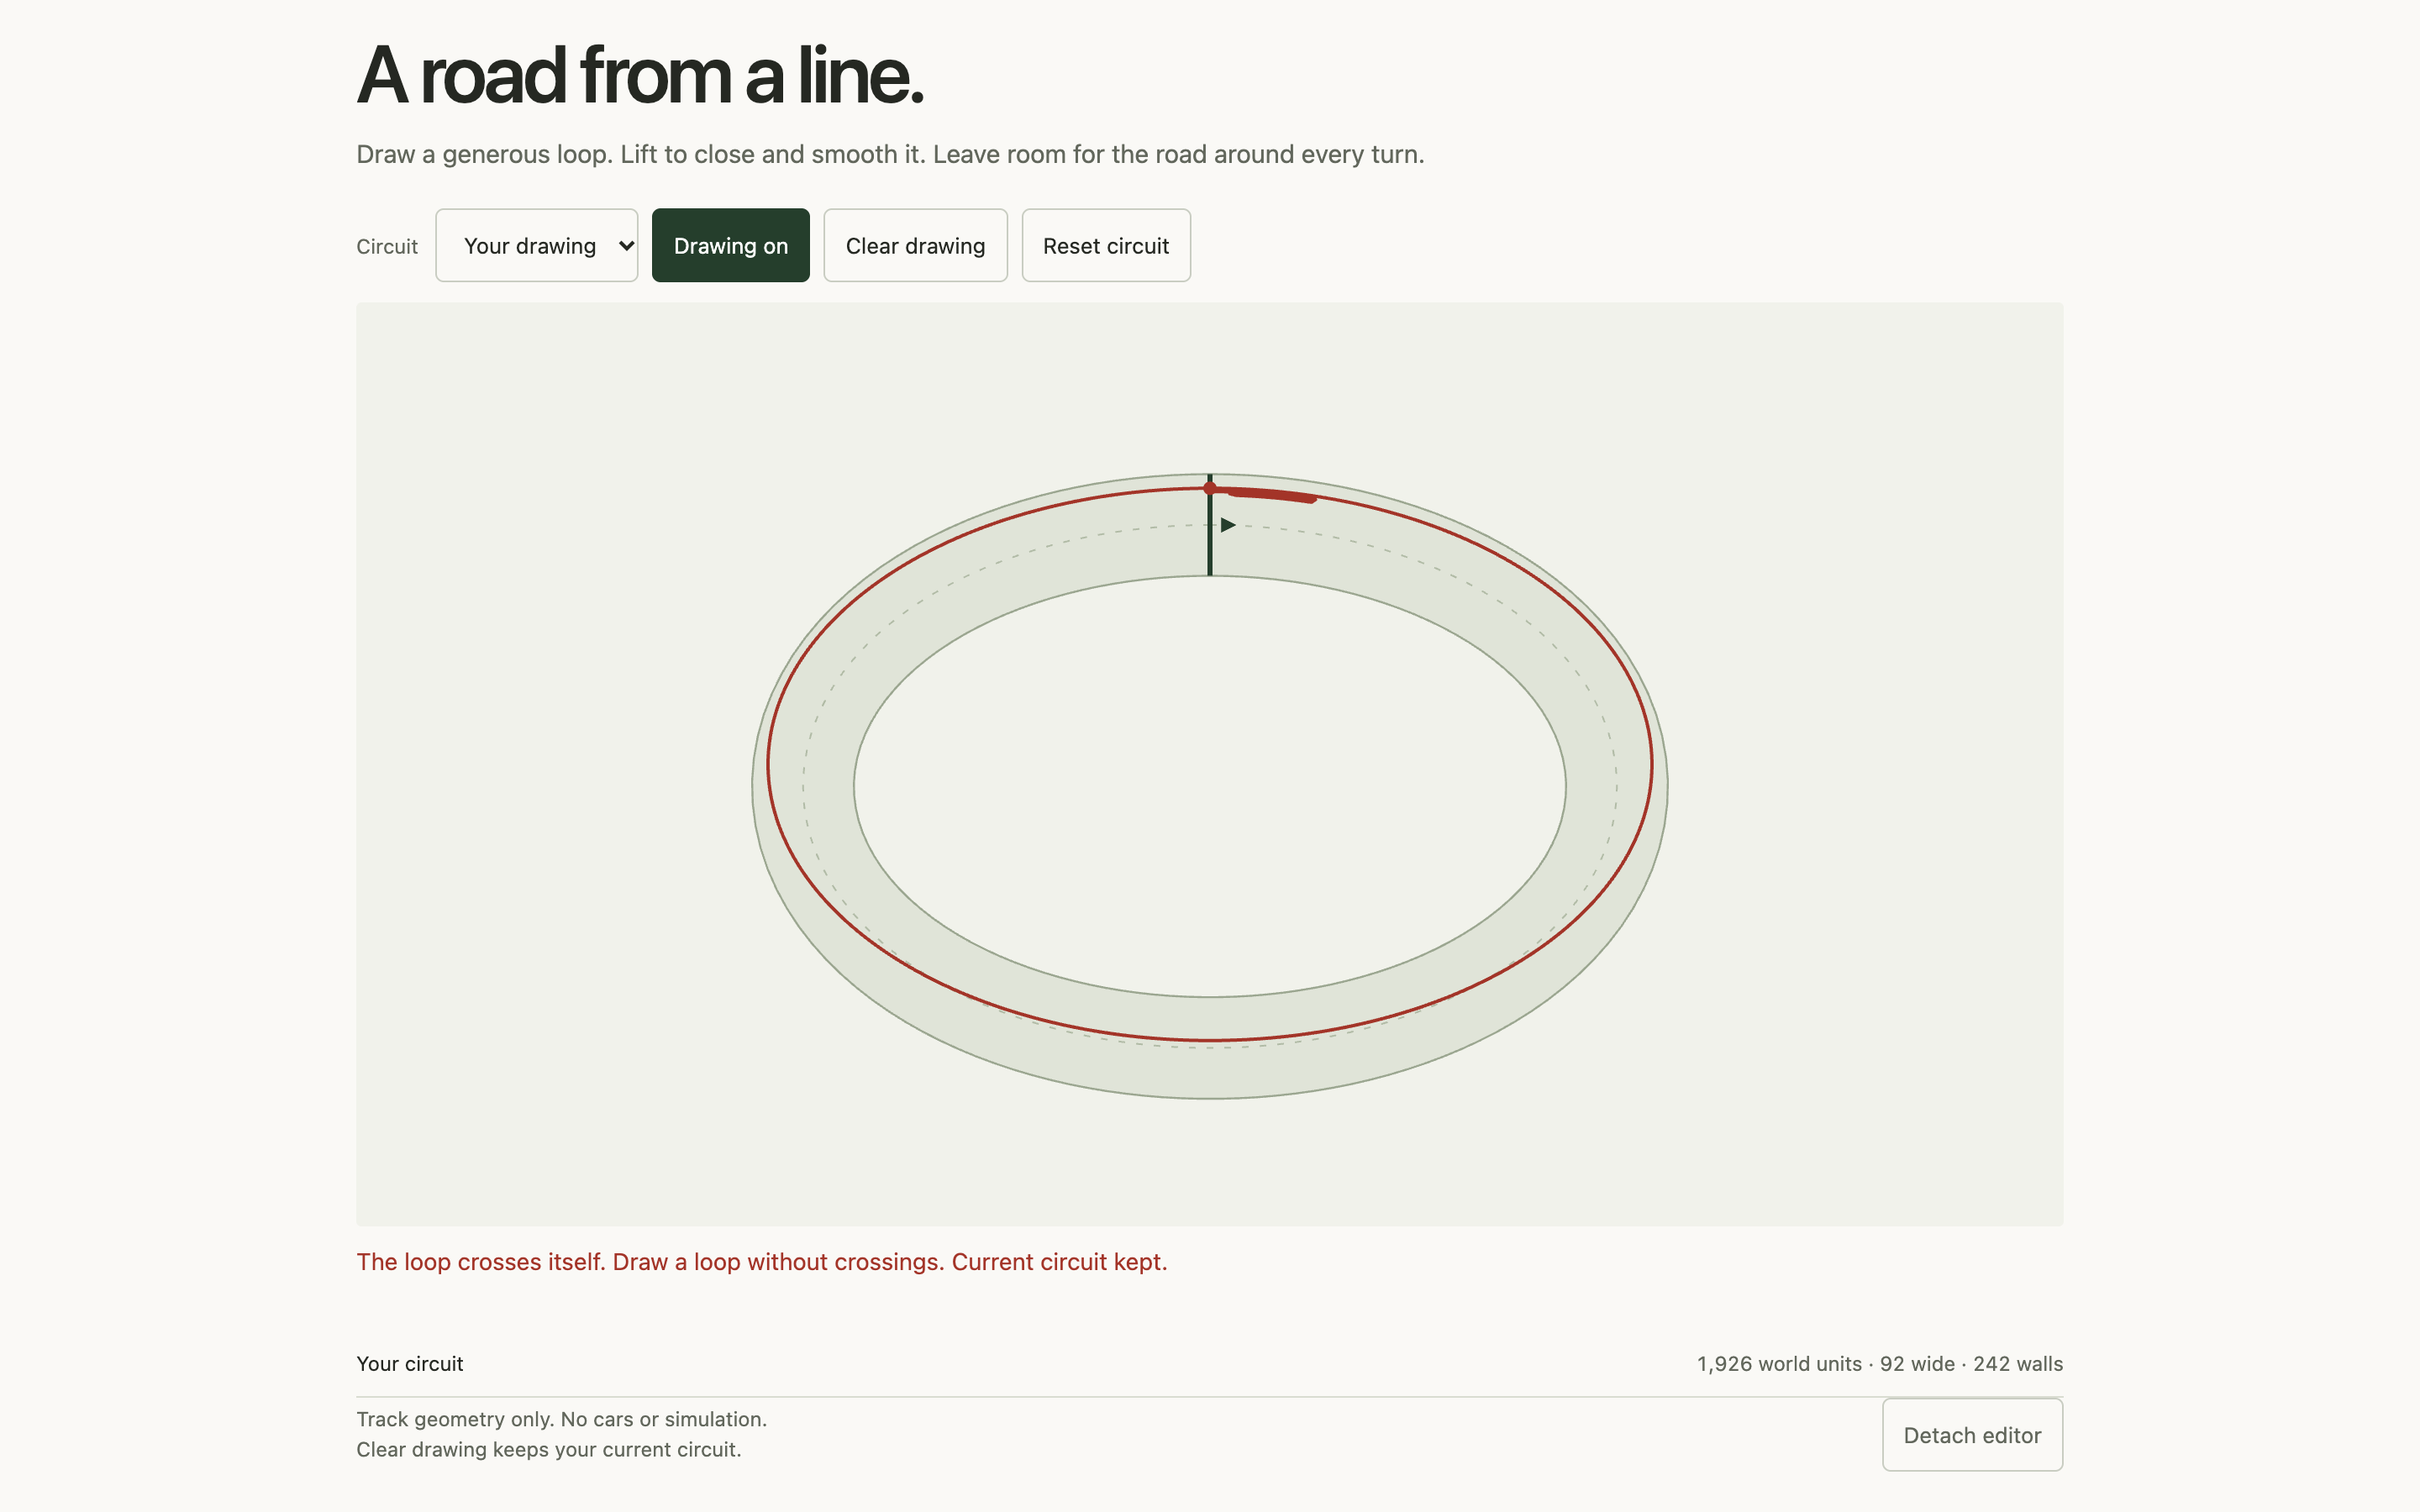 A road from a line.
Draw a generous loop. Lift to close and smooth it. Leave room for the road around every turn.
Circuit Your drawing Drawing on Clear drawing Reset circuit
The loop crosses itself. Draw a loop without crossings. Current circuit kept.
Your circuit 1,926 world units · 92 wide · 242 walls
Track geometry only. No cars or simulation.
Clear drawing keeps your current circuit.
Detach editor